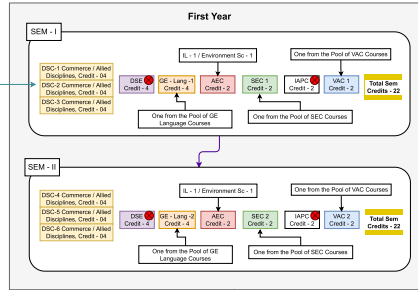 First Year
SEM - I
IL - 1 / Environment Sc - 1
One from the Pool of VAC Courses
DSC-1 Commerce / Allied
Disciplines, Credit - 04
DSC-2 Commerce / Allied
Disciplines, Credit - 04
DSC-3 Commerce / Allied
Disciplines, Credit - 04
DSE
Credit - 4
GE - Lang -1
Credit - 4
AEC
Credit - 2
SEC 1
Credit - 2
IAPC
Credit - 2
VAC 1
Credit - 2
Total Sem
Credits - 22
One from the Pool of GE
Language Courses
One from the Pool of SEC Courses
SEM - II
IL - 1 / Environment Sc - 1
One from the Pool of VAC Courses
DSC-4 Commerce / Allied
Disciplines, Credit - 04
DSC-5 Commerce / Allied
Disciplines, Credit - 04
DSC-6 Commerce / Allied
Disciplines, Credit - 04
DSE
Credit - 4
GE - Lang -2
Credit - 4
AEC
Credit - 2
SEC 2
Credit - 2
IAPC
Credit - 2
VAC 2
Credit - 2
Total Sem
Credits - 22
One from the Pool of GE
Language Courses
One from the Pool of SEC Courses